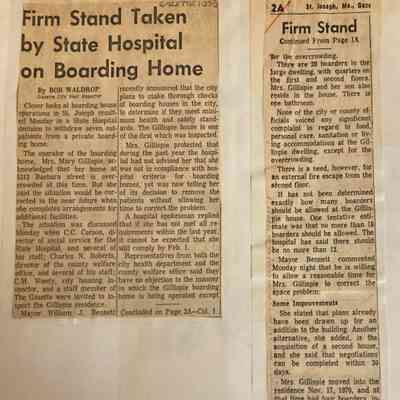 Firm Stand Taken
by State Hospital
on Boarding Home
By BOB WALDROP
Gazette City Hall Reporter
Closer looks at boarding house
operations in St. Joseph result-
ed Monday in a State Hospital
decision to withdraw seven out-
patients from a private board-
ing home.
The operator of the boarding
home, Mrs. Mary Gillispie, ac-
knowledged that her home at
street is over-
crowded at this time. But she
said the situation would be cor-
rected in the near future when
she completes arrangements for
additional facilities.
The situation was discussed
Monday when C.C. Carson, di-
rector of social service for the
State Hospital, and several of
his staff; Charles N. Roberts,
director of the county welfare
office, and several of his staff;
C.M. Weedy, city housing in-
spector, and a staff member of
The Gazette were invited to in-
spect the Gillispie residence.
Mayor William J. Bennett
recently announced that the city
plans to make thorough checks
of boarding houses in the city,
to determine if they meet mini-
mum health and safety stand-
ards. The Gillispie house is one
of the first which was inspected.
Mrs. Gillispie protested that
during the past year the hospi-
tal had not advised her that she
was not in compliance with hos-
pital criteria for boarding
homes, yet was now telling her
of its decision to remove the
patients without allowing her
time to correct the problem.
A hospital spokesman replied
that if she has not met all re-
quirements within the last year,
it cannot be expected that she
will comply by Feb. 1.
Representatives from both the
city health department and the
county welfare office said they
have no objection to the manner
in which the Gillispie boarding
home is being operated except
Concluded on Page 2A—Col. 1
2A
St. Joseph, Mo., Gaze
Firm Stand
Continued From Page 1A
for the overcrowding.
There are 28 boarders in the
large dwelling, with quarters on
the first and second floors.
Mrs. Gillispie and her son also
reside in the house. There is
one bathroom.
None of the city or county of-
ficials voiced any significant
complaint in regard to food,
personal care, sanitation or liv-
ing accommodations at the Gil-
lispie dwelling, except for the
overcrowding.
There is a need, however, for
an external fire escape from the
second floor.
It has not been determined
exactly how many boarders
should be allowed at the Gillis-
pie house. One tentative esti-
mate was that no more than 18
boarders should be allowed. The
hospital has said there should
be no more than 12.
Mayor Bennett commented
Monday night that he is willing
to allow a reasonable time for
Mrs. Gillispie to correct the
space problem.
Some Improvements
She stated that plans already
have been drawn up for an
addition to the building. Another
alternative, she added, is the
acquisition of a second house,
and she said that negotiations
can be completed within 30
days.
Mrs. Gillispie moved into the
residence Nov. 17, 1970, and at
that time had four boarders, in-